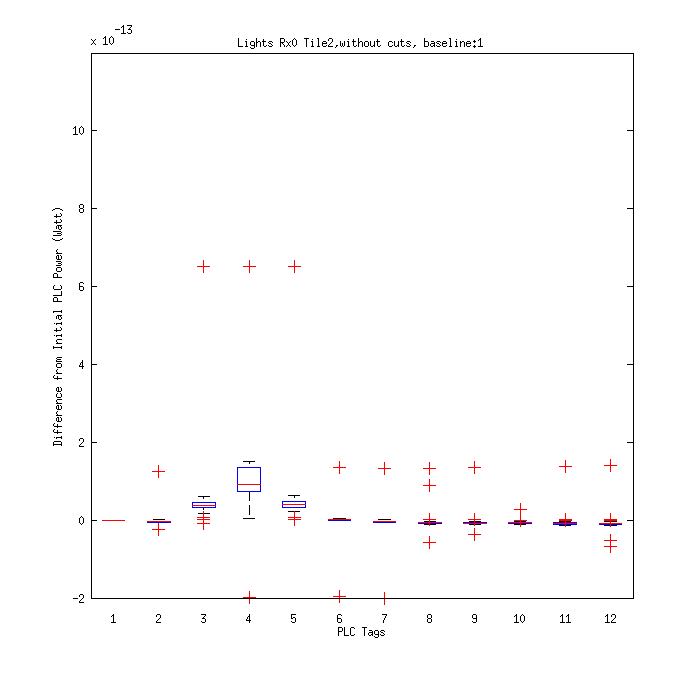 x 10^-13
Lights Rx0 Tile2,without cuts, baseline:1
Difference from Initial PLC Power (Watt)
10
8
6
4
2
0
-2
1 2 3 4 5 6 7 8 9 10 11 12
PLC Tags